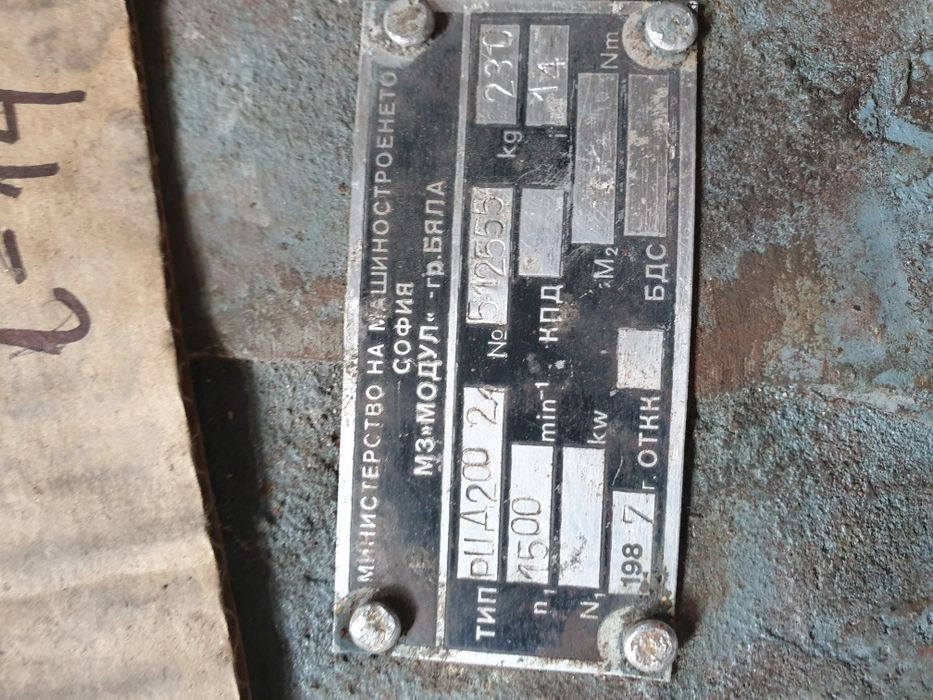 МИНИСТЕРСТВО НА МАШИНОСТРОЕНЕТО
СОФИЯ
МЗ»МОДУЛ« -гр.БЯЛА
ТИП РЦД200 24 № 512555 kg 230
n₁ 1500 min⁻¹ КПД i 14
N₁ kw M₂ Nm
198 7 г. ОТКК БДС